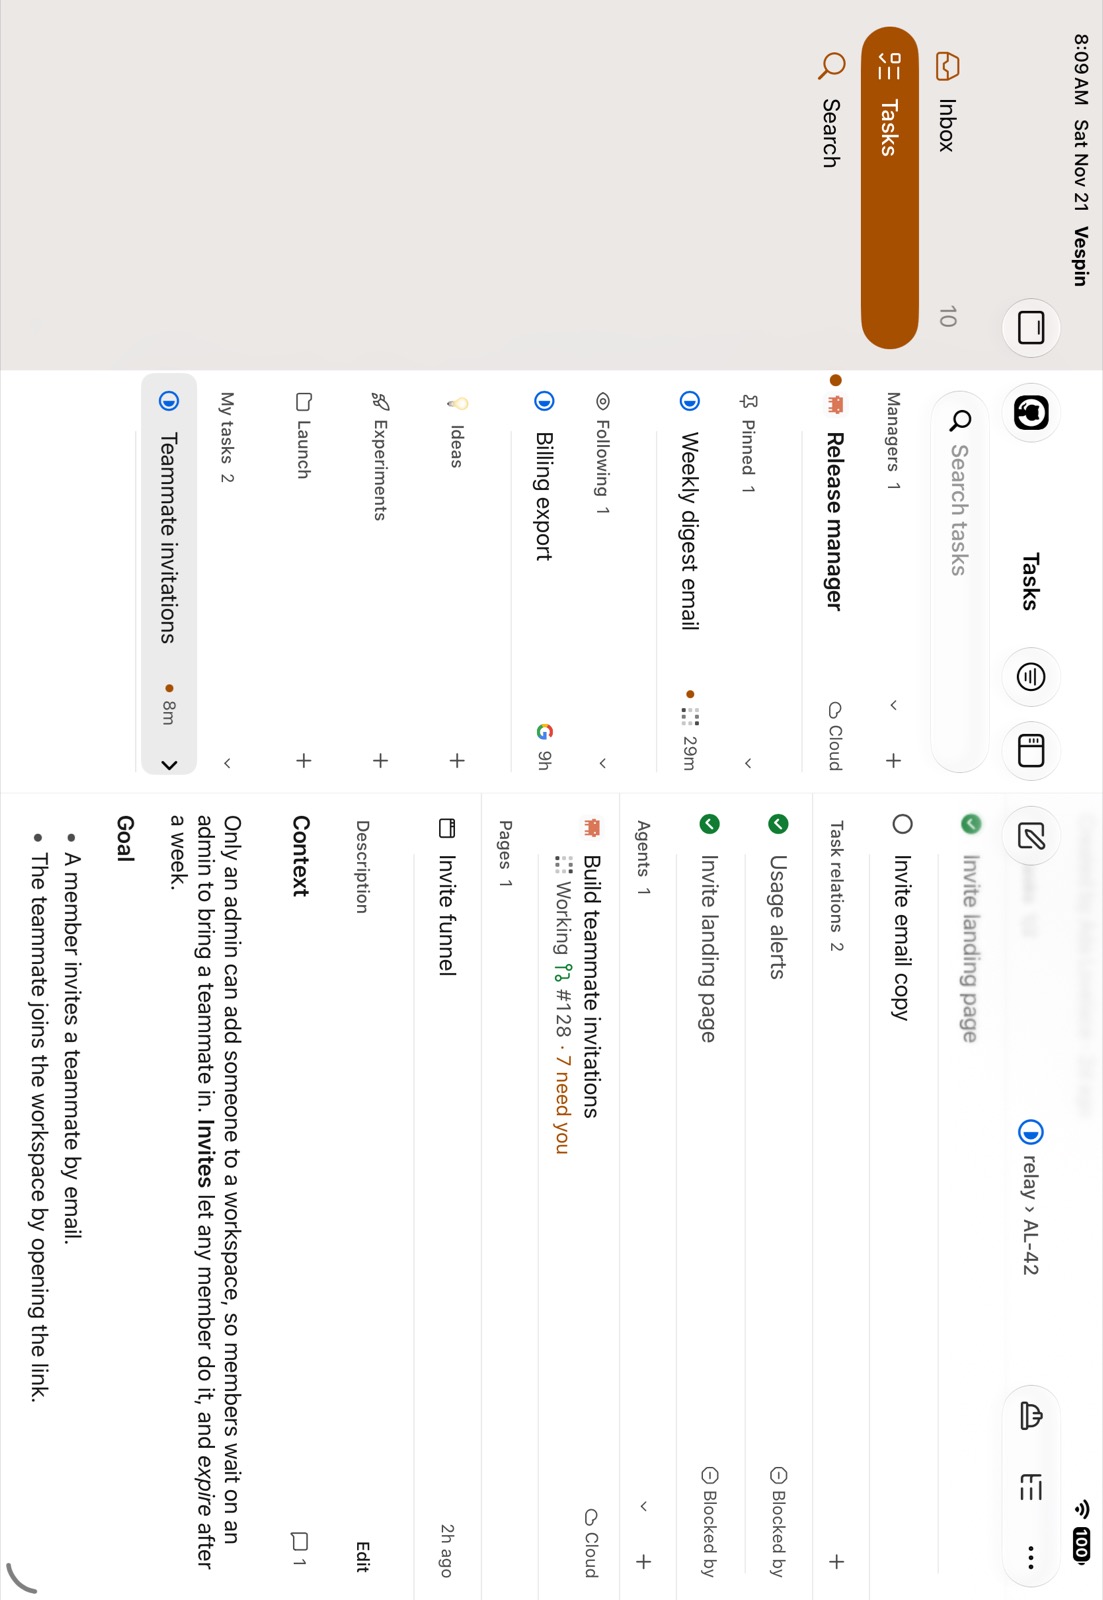 8:09 AM Sat Nov 21 Vespin
100
Inbox 10
Tasks
Search
Tasks
Search tasks
Managers 1
Release manager Cloud
Pinned 1
Weekly digest email 29m
Following 1
Billing export 9h
Ideas
Experiments
Launch
My tasks 2
Teammate invitations 8m
relay › AL-42
Invite landing page
Invite email copy
Task relations 2
Usage alerts Blocked by
Invite landing page Blocked by
Agents 1
Build teammate invitations Cloud
Working #128 · 7 need you
Pages 1
Invite funnel 2h ago
Description Edit
Context 1
Only an admin can add someone to a workspace, so members wait on an
admin to bring a teammate in. Invites let any member do it, and expire after
a week.
Goal
• A member invites a teammate by email.
• The teammate joins the workspace by opening the link.